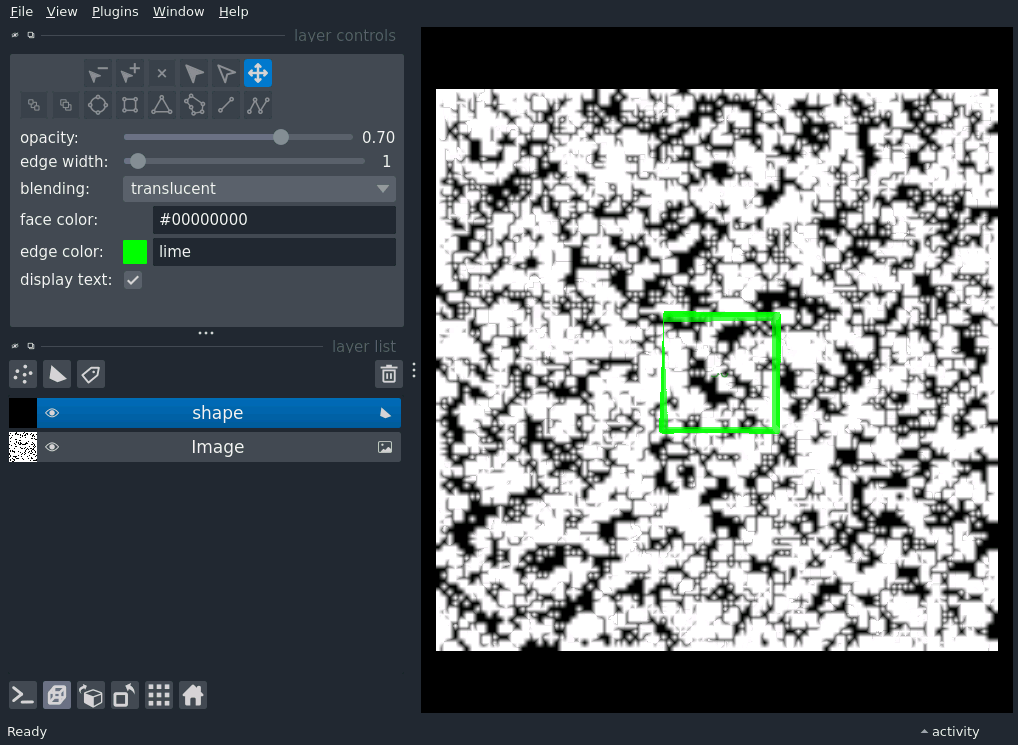 File View Plugins Window Help
layer controls
opacity: 0.70
edge width: 1
blending: translucent
face color: #00000000
edge color: lime
display text:
layer list
shape
Image
Ready activity